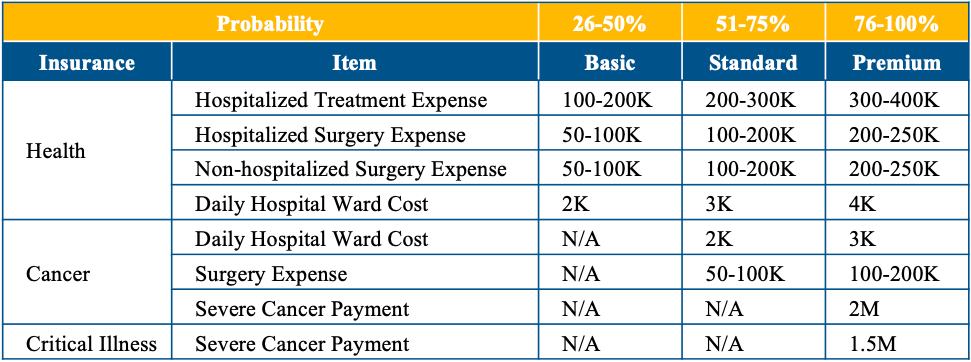 Probability 26-50% 51-75% 76-100%
Insurance Item Basic Standard Premium
Health Hospitalized Treatment Expense 100-200K 200-300K 300-400K
Hospitalized Surgery Expense 50-100K 100-200K 200-250K
Non-hospitalized Surgery Expense 50-100K 100-200K 200-250K
Daily Hospital Ward Cost 2K 3K 4K
Cancer Daily Hospital Ward Cost N/A 2K 3K
Surgery Expense N/A 50-100K 100-200K
Severe Cancer Payment N/A N/A 2M
Critical Illness Severe Cancer Payment N/A N/A 1.5M